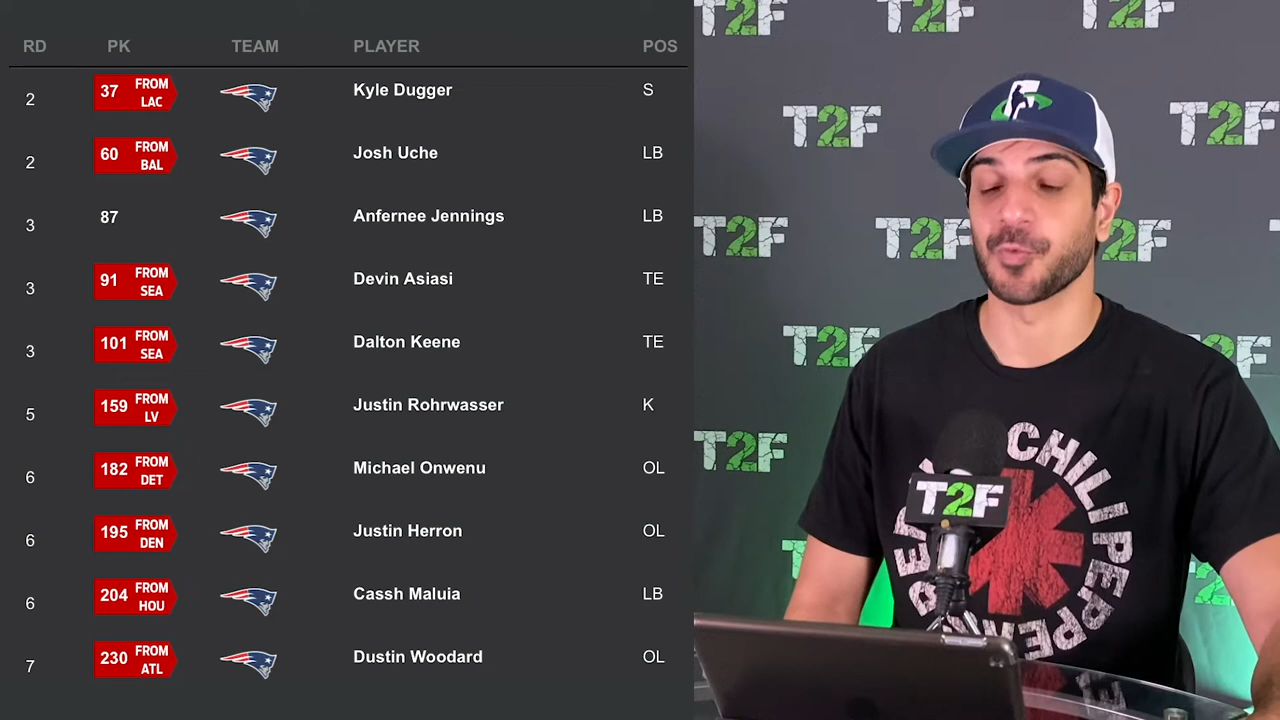 RD PK TEAM PLAYER POS
2 37 FROM LAC Kyle Dugger S
2 60 FROM BAL Josh Uche LB
3 87 Anfernee Jennings LB
3 91 FROM SEA Devin Asiasi TE
3 101 FROM SEA Dalton Keene TE
5 159 FROM LV Justin Rohrwasser K
6 182 FROM DET Michael Onwenu OL
6 195 FROM DEN Justin Herron OL
6 204 FROM HOU Cassh Maluia LB
7 230 FROM ATL Dustin Woodard OL
T2F T2F T2F
T2F T2F
T2F T2F T2F
T2F T2F
T2F
T2F
CHILI PEPPER